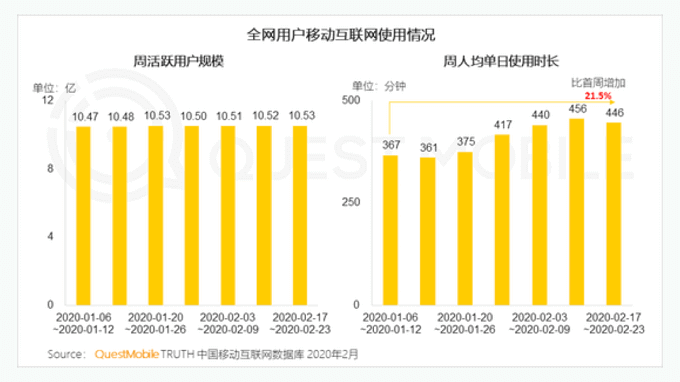 全网用户移动互联网使用情况
周活跃用户规模
单位：亿
12
8
4
0
10.47 10.48 10.53 10.50 10.51 10.52 10.53
2020-01-06 2020-01-20 2020-02-03 2020-02-17
~2020-01-12 ~2020-01-26 ~2020-02-09 ~2020-02-23
周人均单日使用时长
单位：分钟
比首周增加
21.5%
500
250
0
367 361 375 417 440 456 446
2020-01-06 2020-01-20 2020-02-03 2020-02-17
~2020-01-12 ~2020-01-26 ~2020-02-09 ~2020-02-23
QUESTMOBILE
Source： QuestMobile TRUTH 中国移动互联网数据库 2020年2月